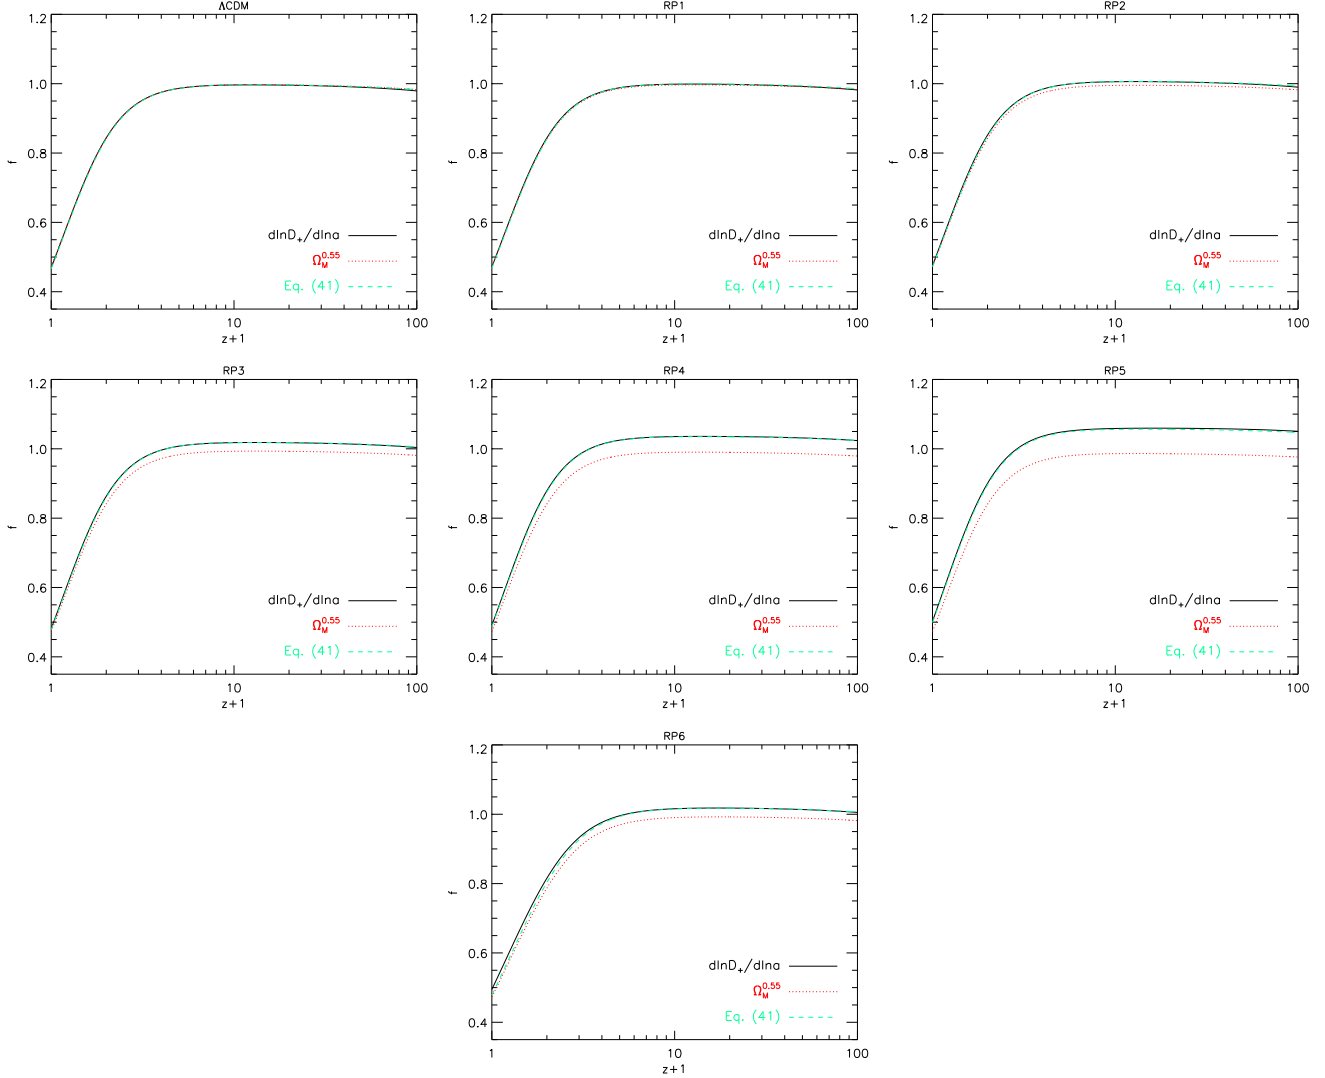 ΛCDM
1.2
1.0
0.8
0.6
0.4
f
dlnD₊/dlna
Ω_M^0.55
Eq. (41)
1 10 100
z+1
RP1
1.2
1.0
0.8
0.6
0.4
f
dlnD₊/dlna
Ω_M^0.55
Eq. (41)
1 10 100
z+1
RP2
1.2
1.0
0.8
0.6
0.4
f
dlnD₊/dlna
Ω_M^0.55
Eq. (41)
1 10 100
z+1
RP3
1.2
1.0
0.8
0.6
0.4
f
dlnD₊/dlna
Ω_M^0.55
Eq. (41)
1 10 100
z+1
RP4
1.2
1.0
0.8
0.6
0.4
f
dlnD₊/dlna
Ω_M^0.55
Eq. (41)
1 10 100
z+1
RP5
1.2
1.0
0.8
0.6
0.4
f
dlnD₊/dlna
Ω_M^0.55
Eq. (41)
1 10 100
z+1
RP6
1.2
1.0
0.8
0.6
0.4
f
dlnD₊/dlna
Ω_M^0.55
Eq. (41)
1 10 100
z+1